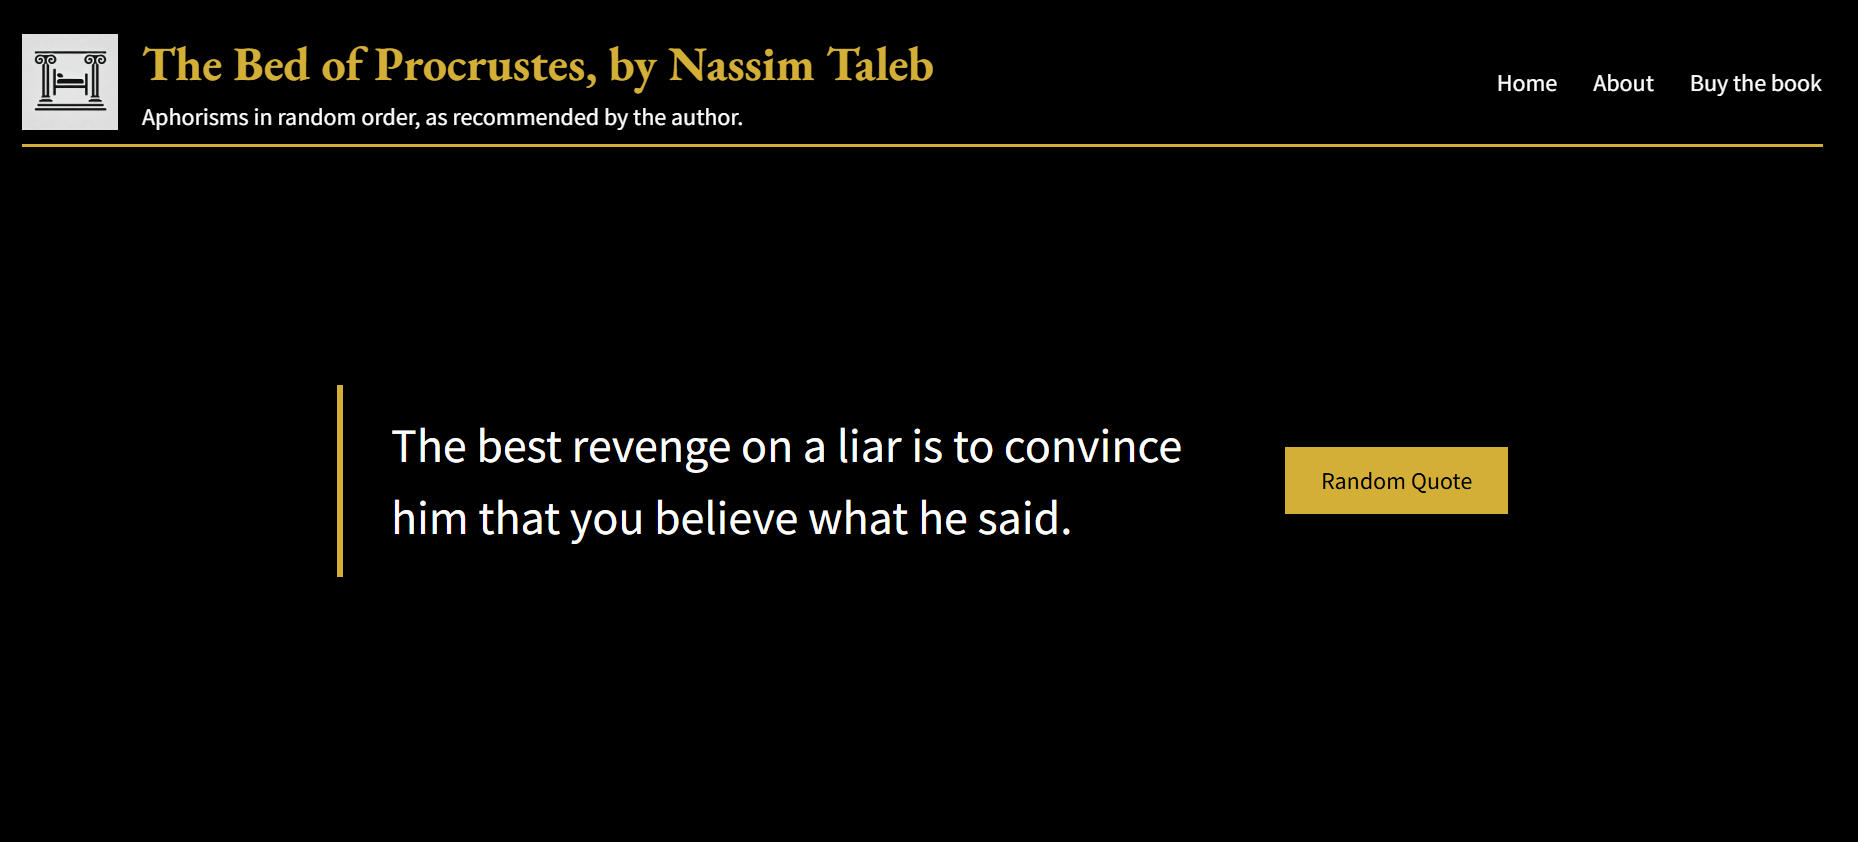 The Bed of Procrustes, by Nassim Taleb
Aphorisms in random order, as recommended by the author.
Home
About
Buy the book
The best revenge on a liar is to convince
him that you believe what he said.
Random Quote